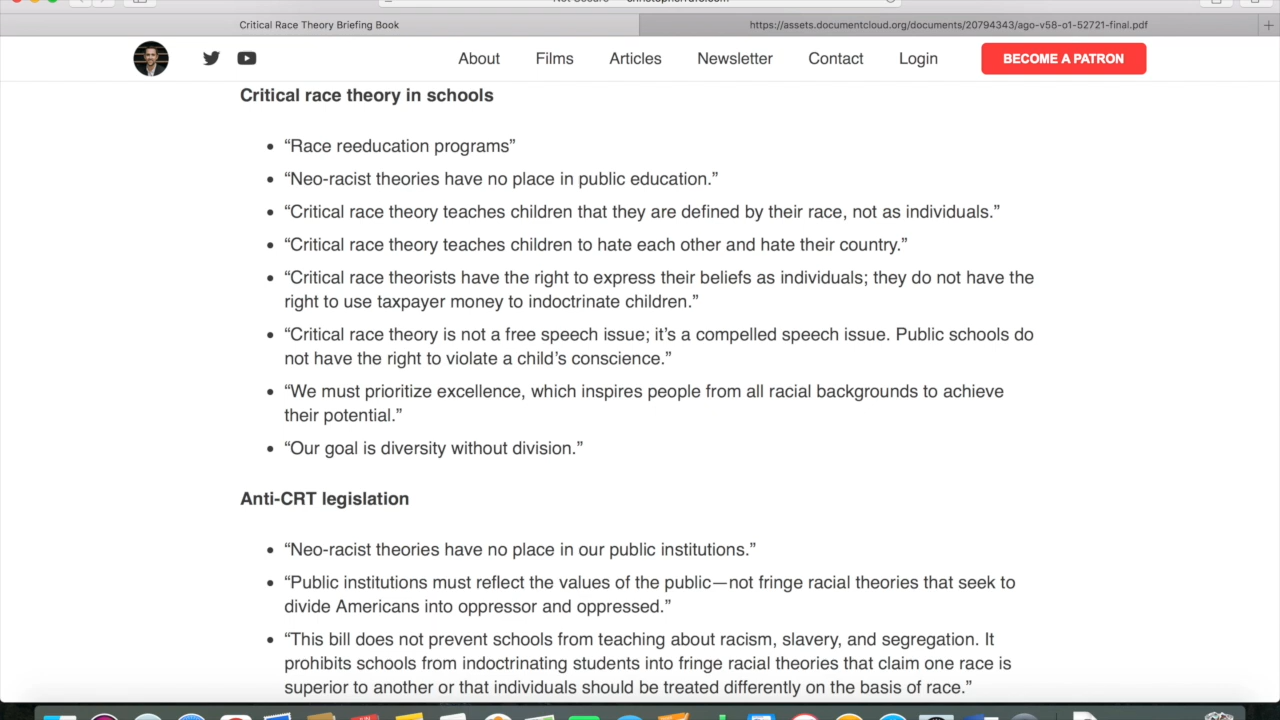 Critical Race Theory Briefing Book
https://assets.documentcloud.org/documents/20794343/ago-v58-o1-52721-final.pdf
About
Films
Articles
Newsletter
Contact
Login
BECOME A PATRON
Critical race theory in schools
“Race reeducation programs”
“Neo-racist theories have no place in public education.”
“Critical race theory teaches children that they are defined by their race, not as individuals.”
“Critical race theory teaches children to hate each other and hate their country.”
“Critical race theorists have the right to express their beliefs as individuals; they do not have the
right to use taxpayer money to indoctrinate children.”
“Critical race theory is not a free speech issue; it’s a compelled speech issue. Public schools do
not have the right to violate a child’s conscience.”
“We must prioritize excellence, which inspires people from all racial backgrounds to achieve
their potential.”
“Our goal is diversity without division.”
Anti-CRT legislation
“Neo-racist theories have no place in our public institutions.”
“Public institutions must reflect the values of the public—not fringe racial theories that seek to
divide Americans into oppressor and oppressed.”
“This bill does not prevent schools from teaching about racism, slavery, and segregation. It
prohibits schools from indoctrinating students into fringe racial theories that claim one race is
superior to another or that individuals should be treated differently on the basis of race.”